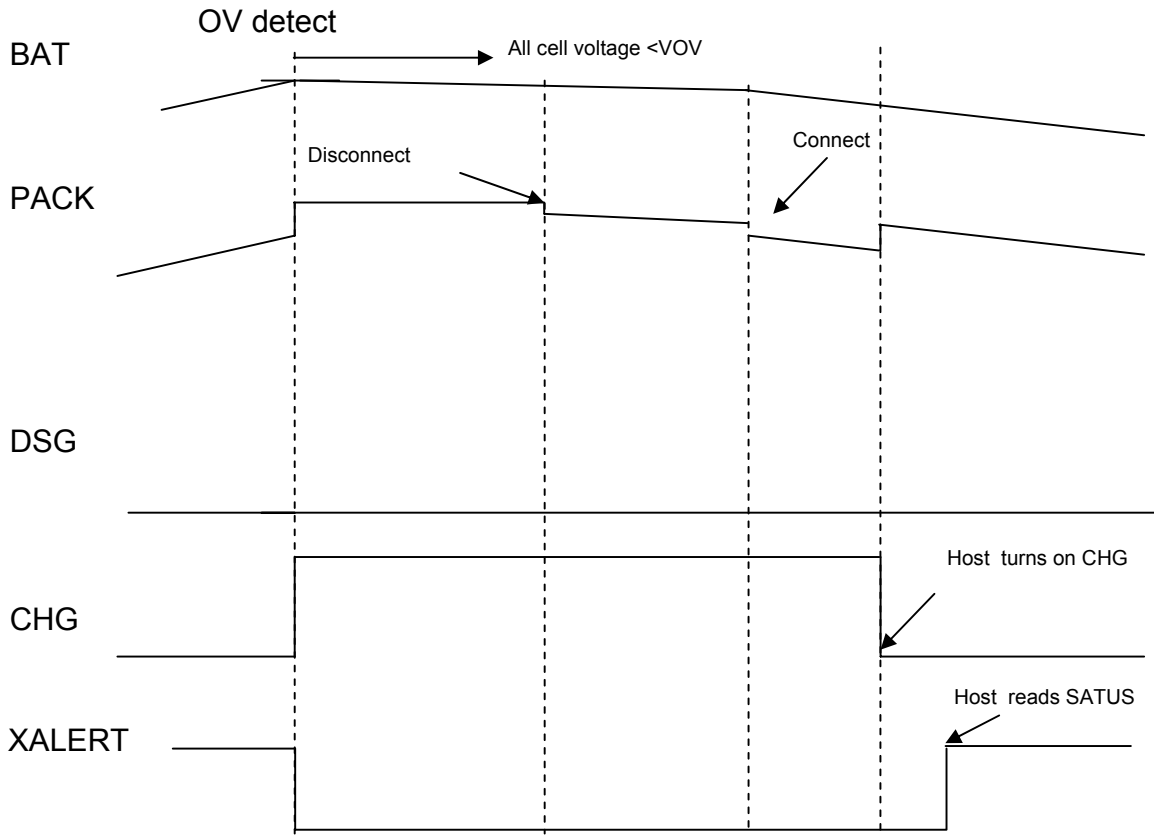 OV detect
BAT
All cell voltage <VOV
Disconnect
Connect
PACK
DSG
Host turns on CHG
CHG
Host reads SATUS
XALERT